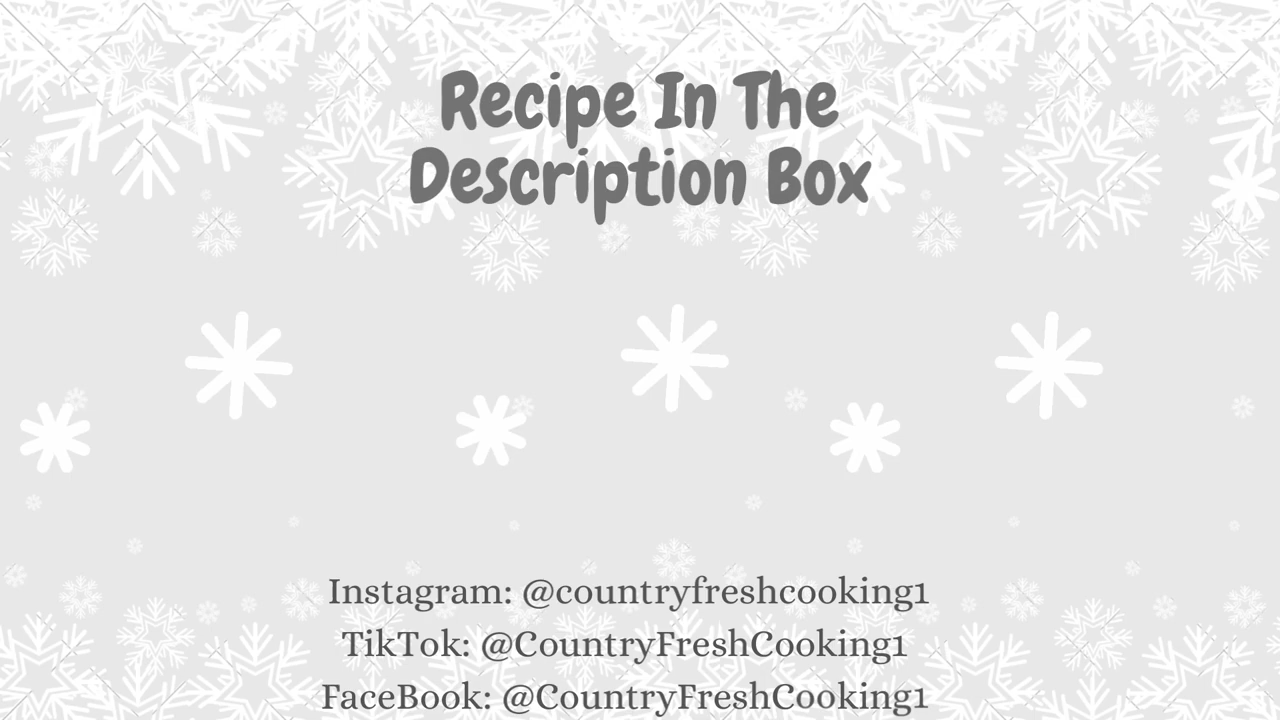 Recipe In The
Description Box
Instagram: @countryfreshcooking1
TikTok: @CountryFreshCooking1
FaceBook: @CountryFreshCooking1